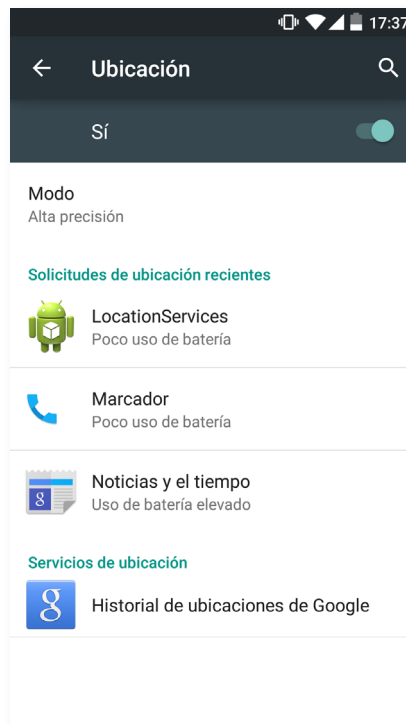 17:37
Ubicación
Sí
Modo
Alta precisión
Solicitudes de ubicación recientes
LocationServices
Poco uso de batería
Marcador
Poco uso de batería
Noticias y el tiempo
Uso de batería elevado
Servicios de ubicación
Historial de ubicaciones de Google